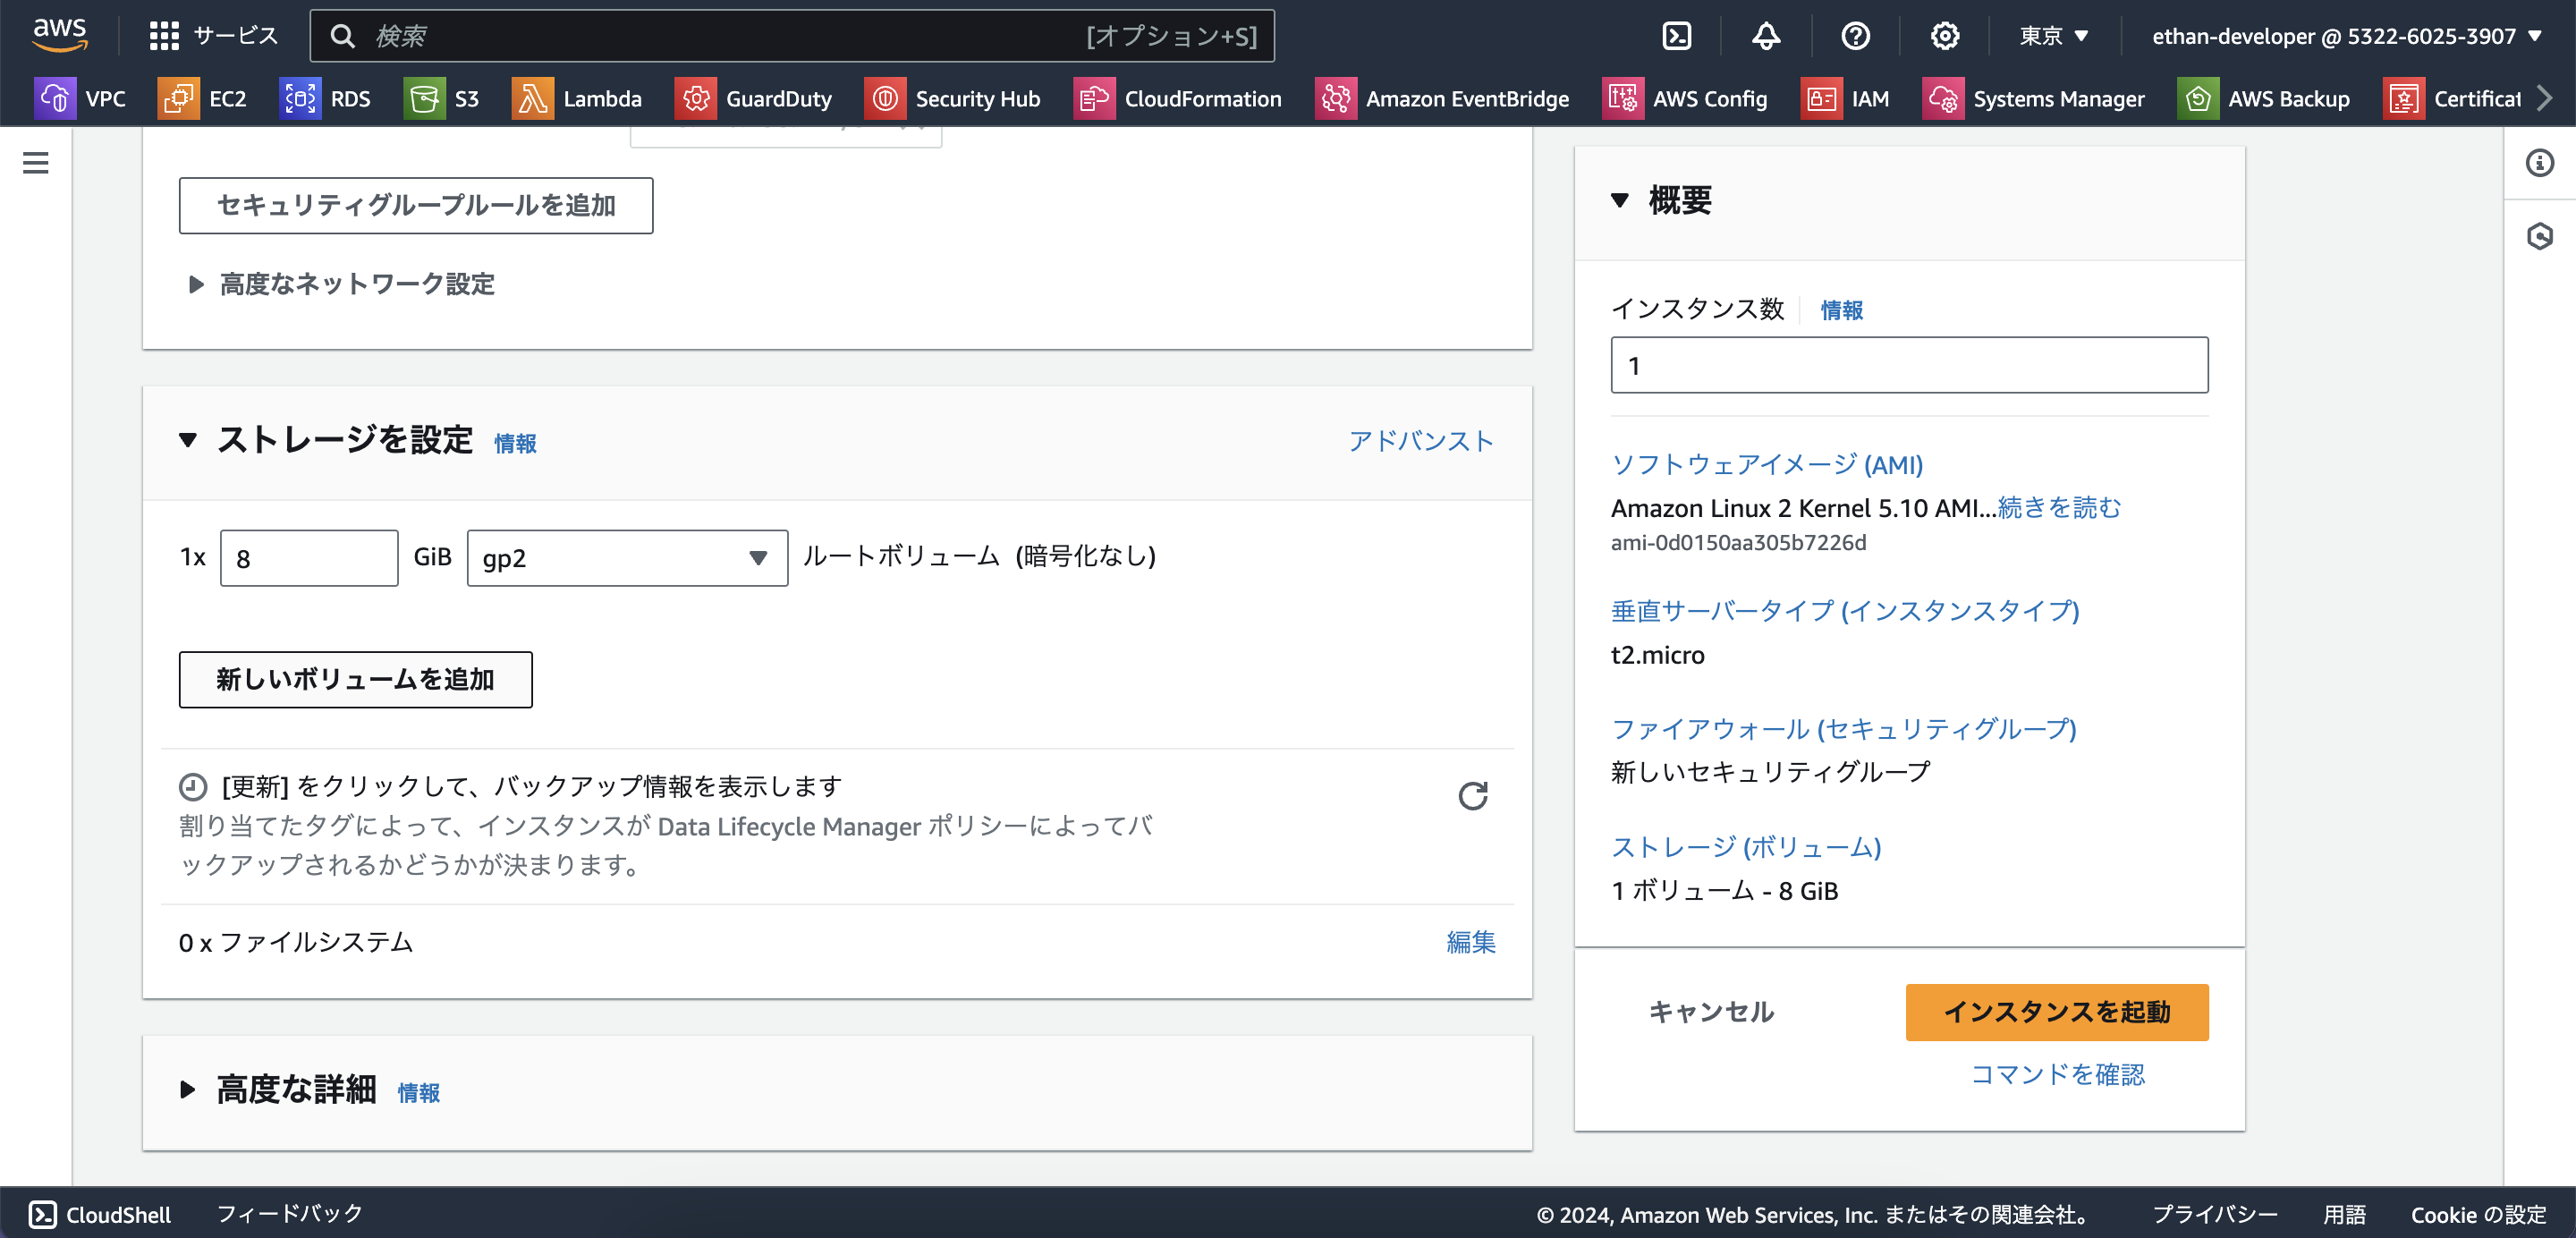 aws
サービス
検索
[オプション+S]
東京
ethan-developer @ 5322-6025-3907
VPC
EC2
RDS
S3
Lambda
GuardDuty
Security Hub
CloudFormation
Amazon EventBridge
AWS Config
IAM
Systems Manager
AWS Backup
Certificat
セキュリティグループルールを追加
高度なネットワーク設定
ストレージを設定 情報
アドバンスト
1x 8 GiB gp2 ルートボリューム (暗号化なし)
新しいボリュームを追加
[更新] をクリックして、バックアップ情報を表示します
割り当てたタグによって、インスタンスが Data Lifecycle Manager ポリシーによってバ
ックアップされるかどうかが決まります。
0 x ファイルシステム
編集
高度な詳細 情報
概要
インスタンス数 情報
1
ソフトウェアイメージ (AMI)
Amazon Linux 2 Kernel 5.10 AMI...続きを読む
ami-0d0150aa305b7226d
垂直サーバータイプ (インスタンスタイプ)
t2.micro
ファイアウォール (セキュリティグループ)
新しいセキュリティグループ
ストレージ (ボリューム)
1 ボリューム - 8 GiB
キャンセル
インスタンスを起動
コマンドを確認
CloudShell
フィードバック
© 2024, Amazon Web Services, Inc. またはその関連会社。
プライバシー
用語
Cookie の設定